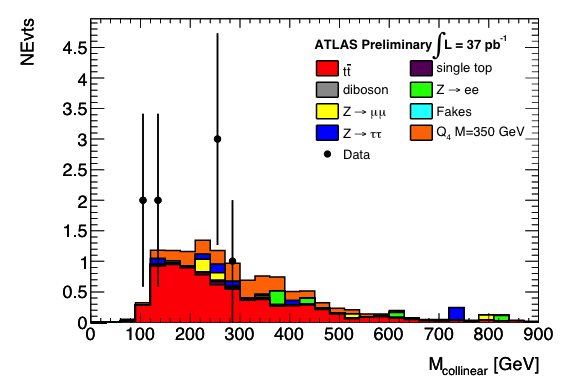 NEvts
4.5
4
3.5
3
2.5
2
1.5
1
0.5
0
ATLAS Preliminary ∫L = 37 pb⁻¹
tt̄ single top
diboson Z → ee
Z → μμ Fakes
Z → ττ Q₄ M=350 GeV
Data
0 100 200 300 400 500 600 700 800 900
M_collinear [GeV]